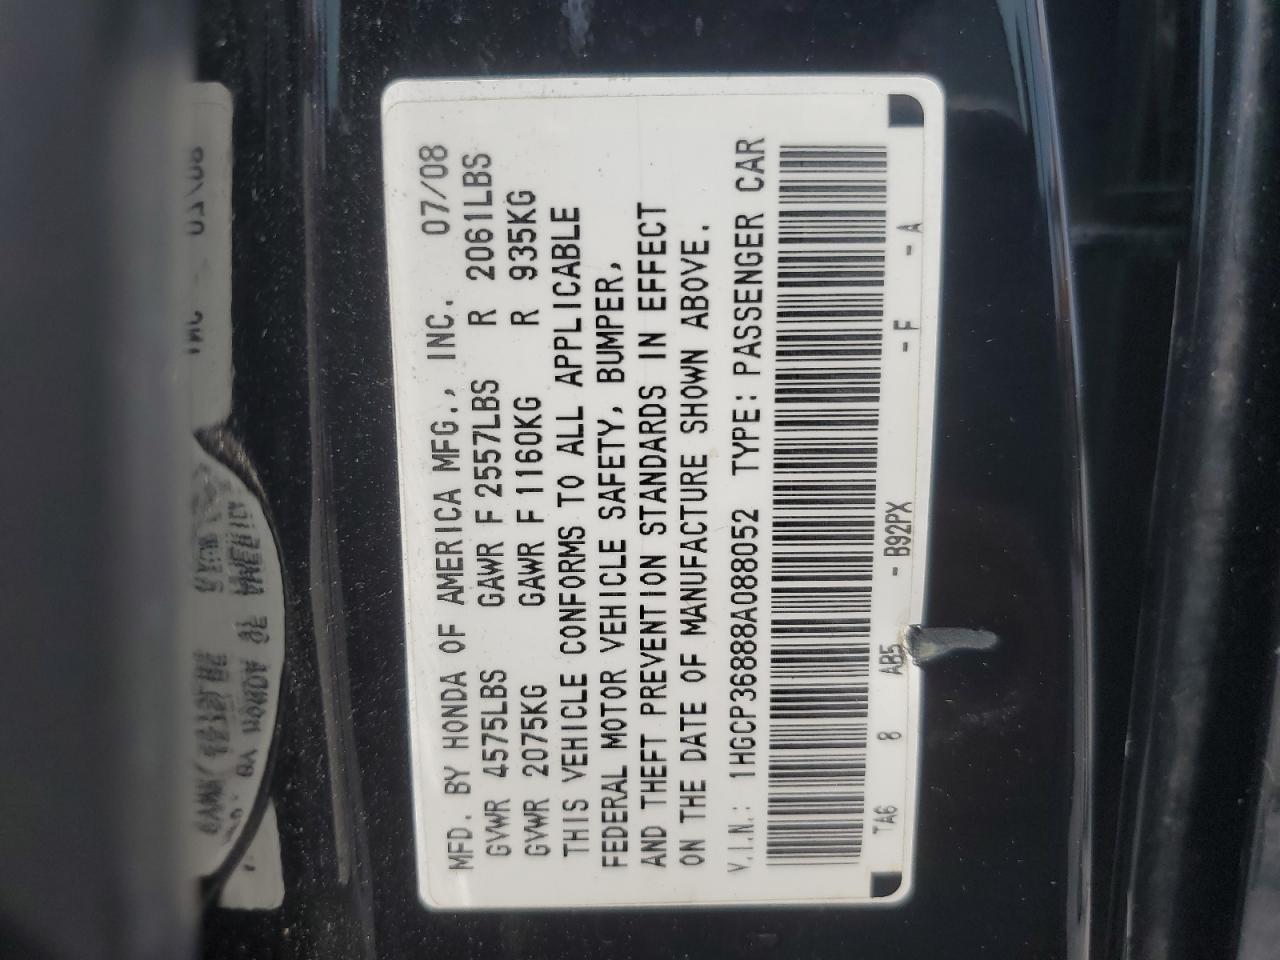 MFD. BY HONDA OF AMERICA MFG., INC. 07/08
GVWR 4575LBS GAWR F 2557LBS R 2061LBS
GVWR 2075KG GAWR F 1160KG R 935KG
THIS VEHICLE CONFORMS TO ALL APPLICABLE
FEDERAL MOTOR VEHICLE SAFETY, BUMPER,
AND THEFT PREVENTION STANDARDS IN EFFECT
ON THE DATE OF MANUFACTURE SHOWN ABOVE.
V.I.N.: 1HGCP36888A088052 TYPE: PASSENGER CAR
TA6 8 AB5 - B92PX - F - A